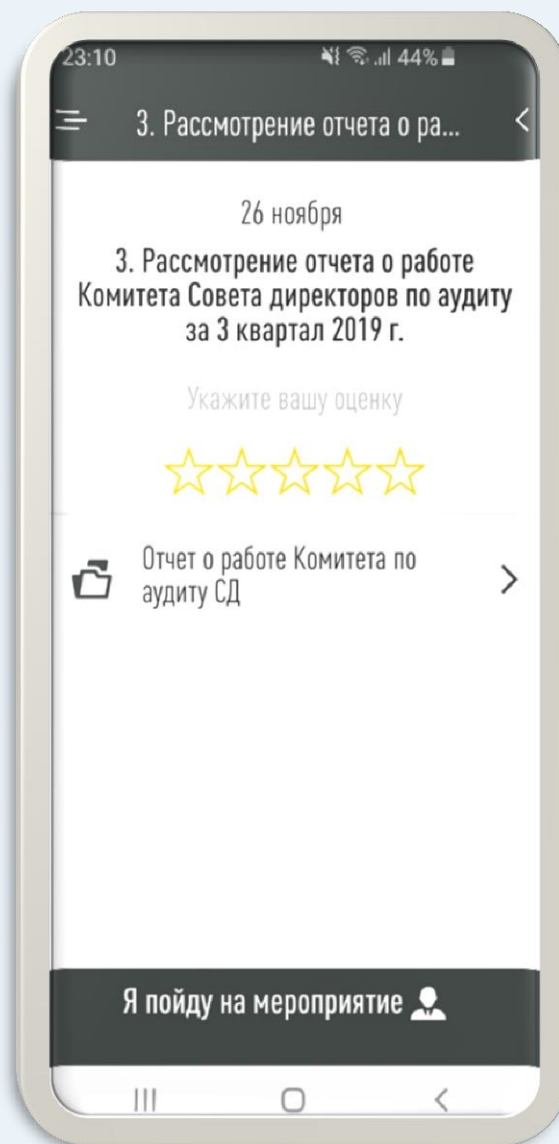 23:10 44%
3. Рассмотрение отчета о ра...
26 ноября
3. Рассмотрение отчета о работе
Комитета Совета директоров по аудиту
за 3 квартал 2019 г.
Укажите вашу оценку
Отчет о работе Комитета по
аудиту СД
Я пойду на мероприятие